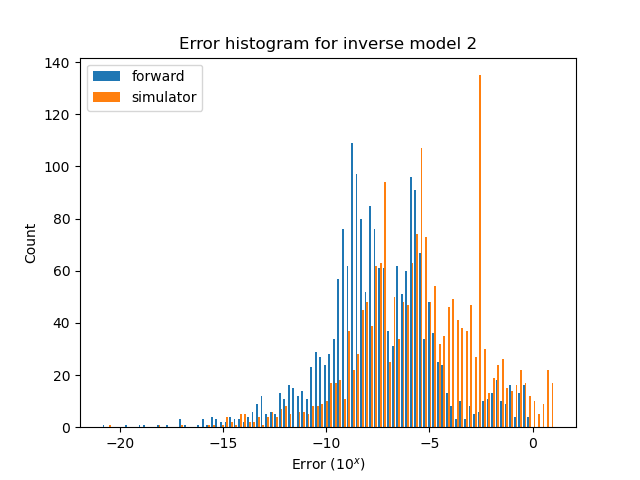 Error histogram for inverse model 2
forward
simulator
140
120
100
80
60
40
20
0
Count
−20 −15 −10 −5 0
Error (10^x)